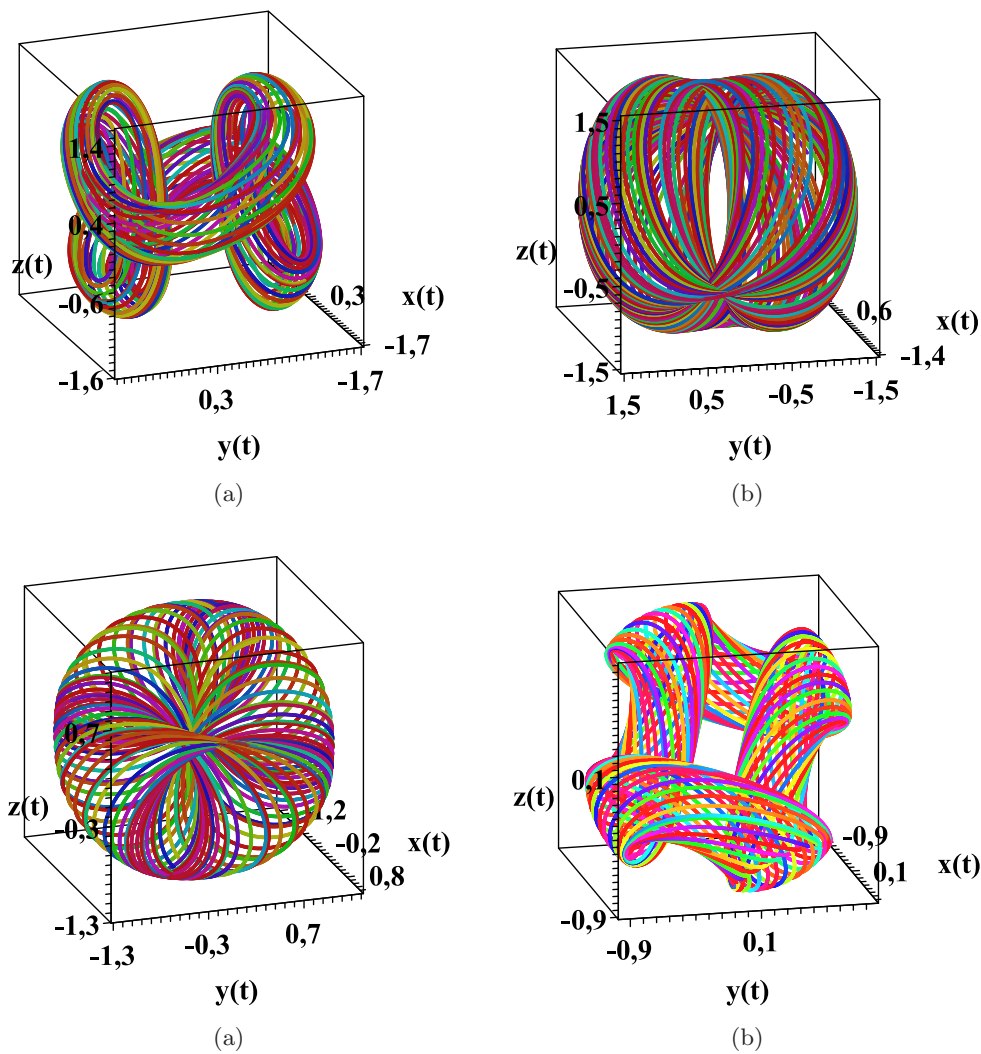 1,4
0,4
z(t)
-0,6
-1,6
0,3
-1,7
0,3
x(t)
-1,7
y(t)
(a)
1,5
0,5
z(t)
-0,5
-1,5
1,5
0,5
-0,5
-1,5
0,6
x(t)
-1,4
y(t)
(b)
0,7
z(t)
-0,3
-1,3
-1,3
-0,3
0,7
1,2
-0,2
x(t)
0,8
y(t)
(a)
0,1
z(t)
-0,9
-0,9
0,1
-0,9
0,1
x(t)
y(t)
(b)